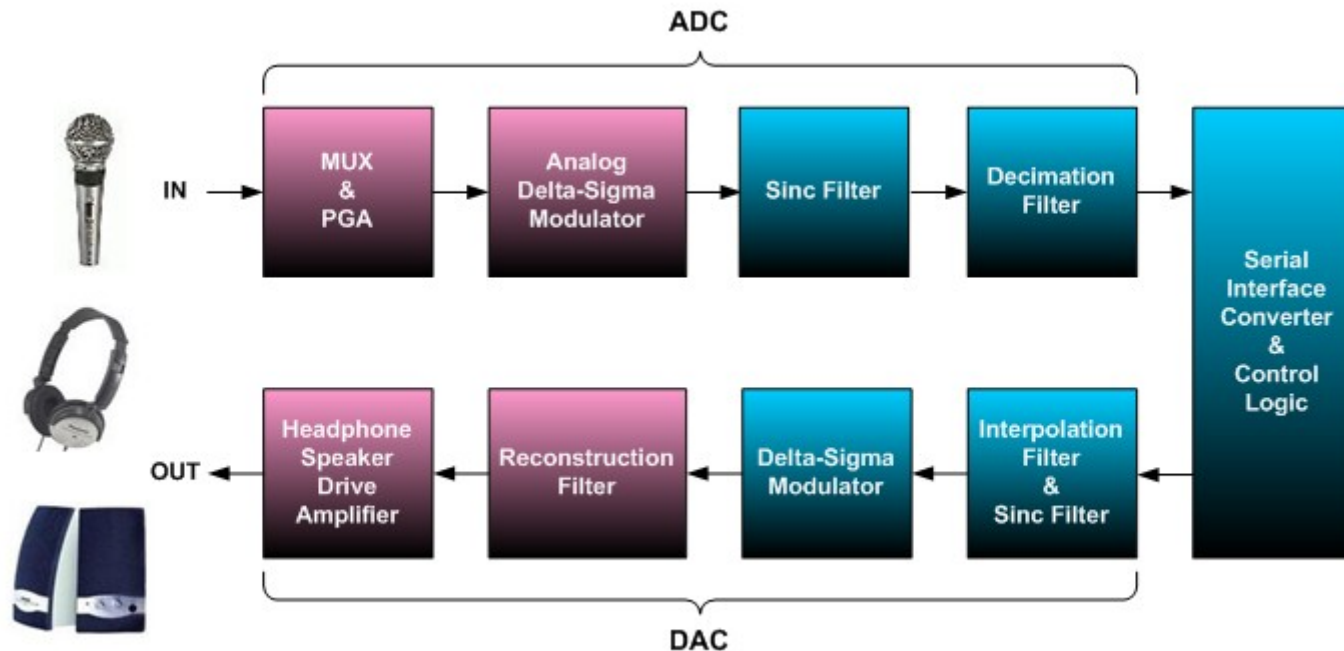 ADC
IN
MUX
&
PGA
Analog
Delta-Sigma
Modulator
Sinc Filter
Decimation
Filter
Serial
Interface
Converter
&
Control
Logic
OUT
Headphone
Speaker
Drive
Amplifier
Reconstruction
Filter
Delta-Sigma
Modulator
Interpolation
Filter
&
Sinc Filter
DAC